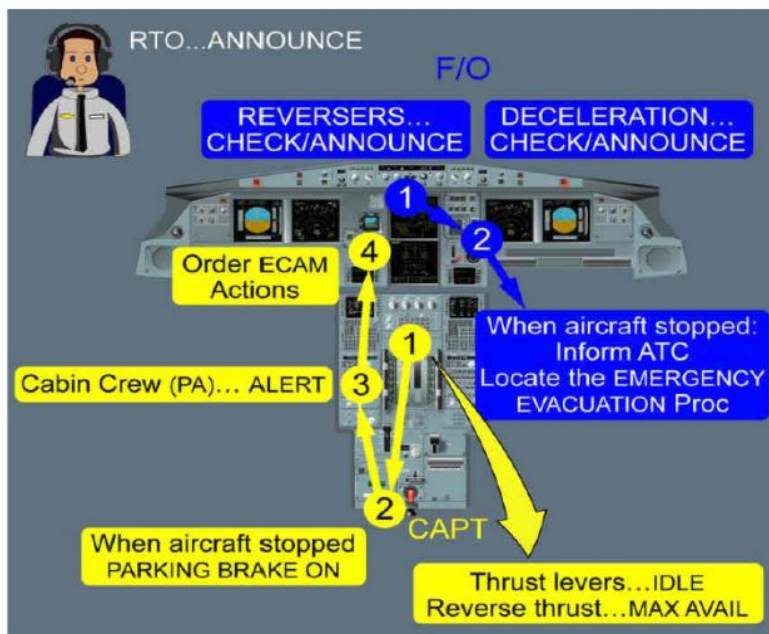 RTO...ANNOUNCE
F/O
REVERSERS...
CHECK/ANNOUNCE
DECELERATION...
CHECK/ANNOUNCE
1
2
4
Order ECAM
Actions
1
When aircraft stopped:
Inform ATC
Locate the EMERGENCY
EVACUATION Proc
Cabin Crew (PA)... ALERT
3
2
CAPT
When aircraft stopped
PARKING BRAKE ON
Thrust levers...IDLE
Reverse thrust...MAX AVAIL